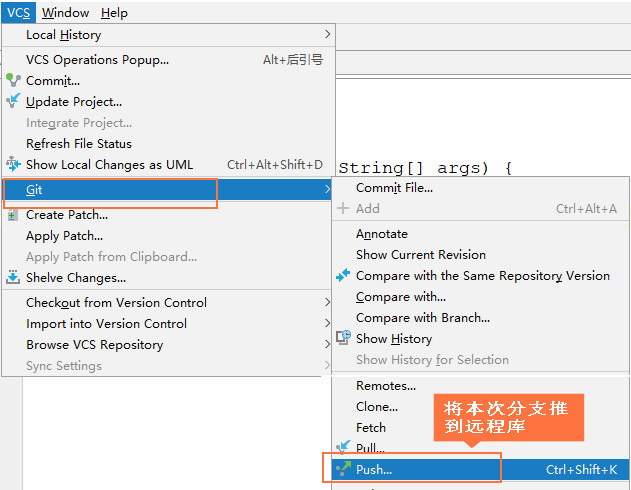 VCS Window Help
Local History
VCS Operations Popup... Alt+后引号
Commit...
Update Project...
Integrate Project...
Refresh File Status
Show Local Changes as UML Ctrl+Alt+Shift+D
String[] args) {
Git
Create Patch...
Apply Patch...
Apply Patch from Clipboard...
Shelve Changes...
Checkout from Version Control
Import into Version Control
Browse VCS Repository
Sync Settings
Commit File...
Add Ctrl+Alt+A
Annotate
Show Current Revision
Compare with the Same Repository Version
Compare with...
Compare with Branch...
Show History
Show History for Selection
Remotes...
Clone...
Fetch
Pull...
Push... Ctrl+Shift+K
将本次分支推
到远程库